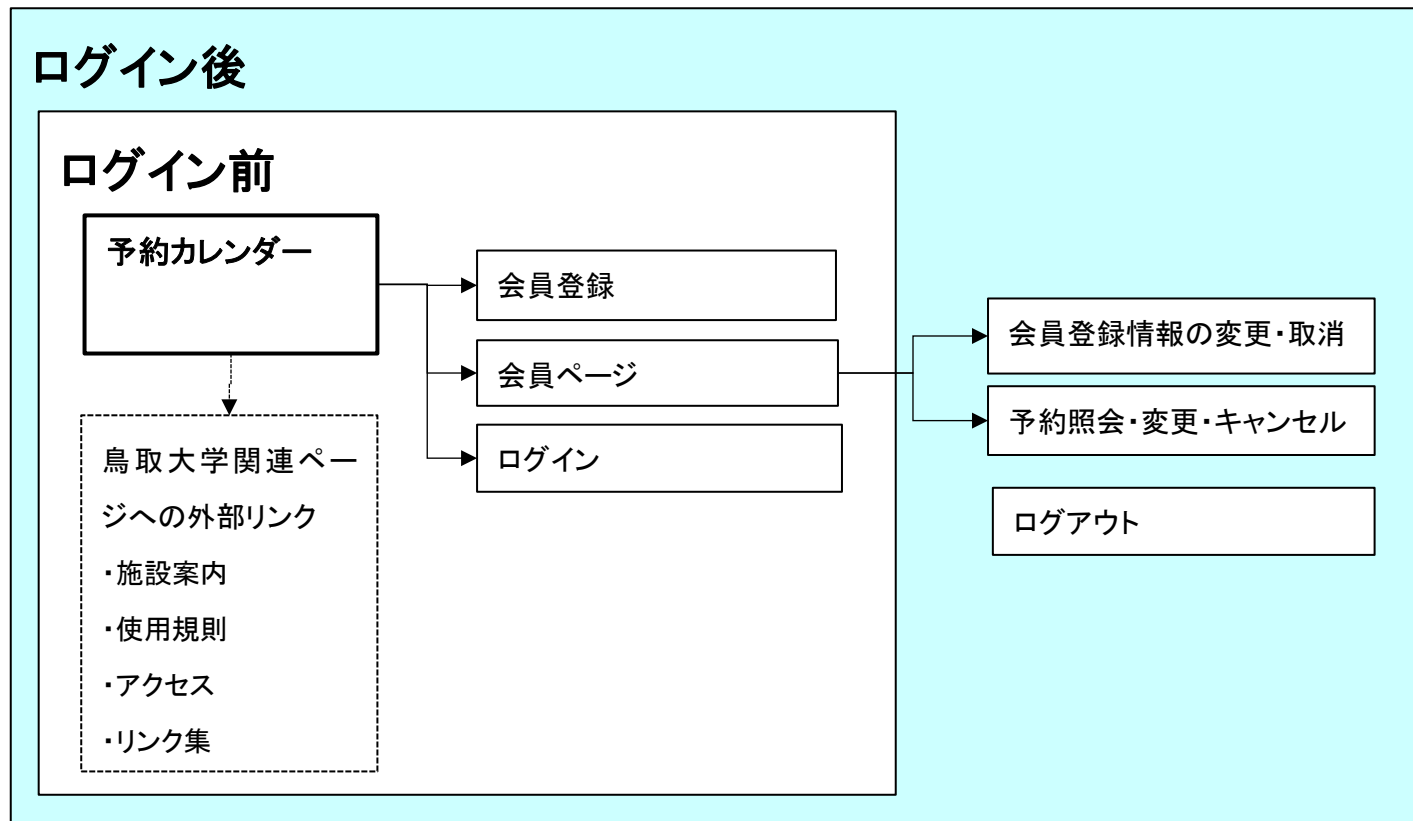 ログイン後
ログイン前
予約カレンダー
会員登録
会員ページ
ログイン
会員登録情報の変更・取消
予約照会・変更・キャンセル
ログアウト
鳥取大学関連ペー
ジへの外部リンク
・施設案内
・使用規則
・アクセス
・リンク集